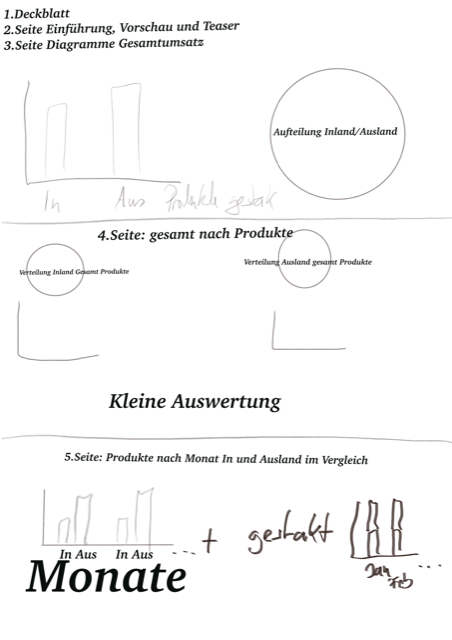 1.Deckblatt
2.Seite Einführung, Vorschau und Teaser
3.Seite Diagramme Gesamtumsatz
Aufteilung Inland/Ausland
In Aus Produkte gestakt
4.Seite: gesamt nach Produkte
Verteilung Inland Gesamt Produkte
Verteilung Ausland gesamt Produkte
Kleine Auswertung
5.Seite: Produkte nach Monat In und Ausland im Vergleich
+ gestakt
In Aus In Aus ...
Jan Feb ...
Monate